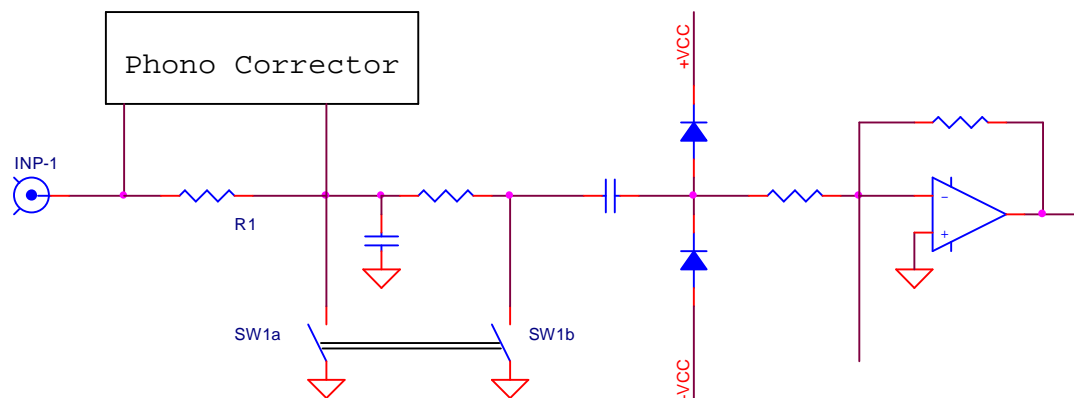 Phono Corrector
+VCC
INP-1
R1
SW1a
SW1b
-VCC